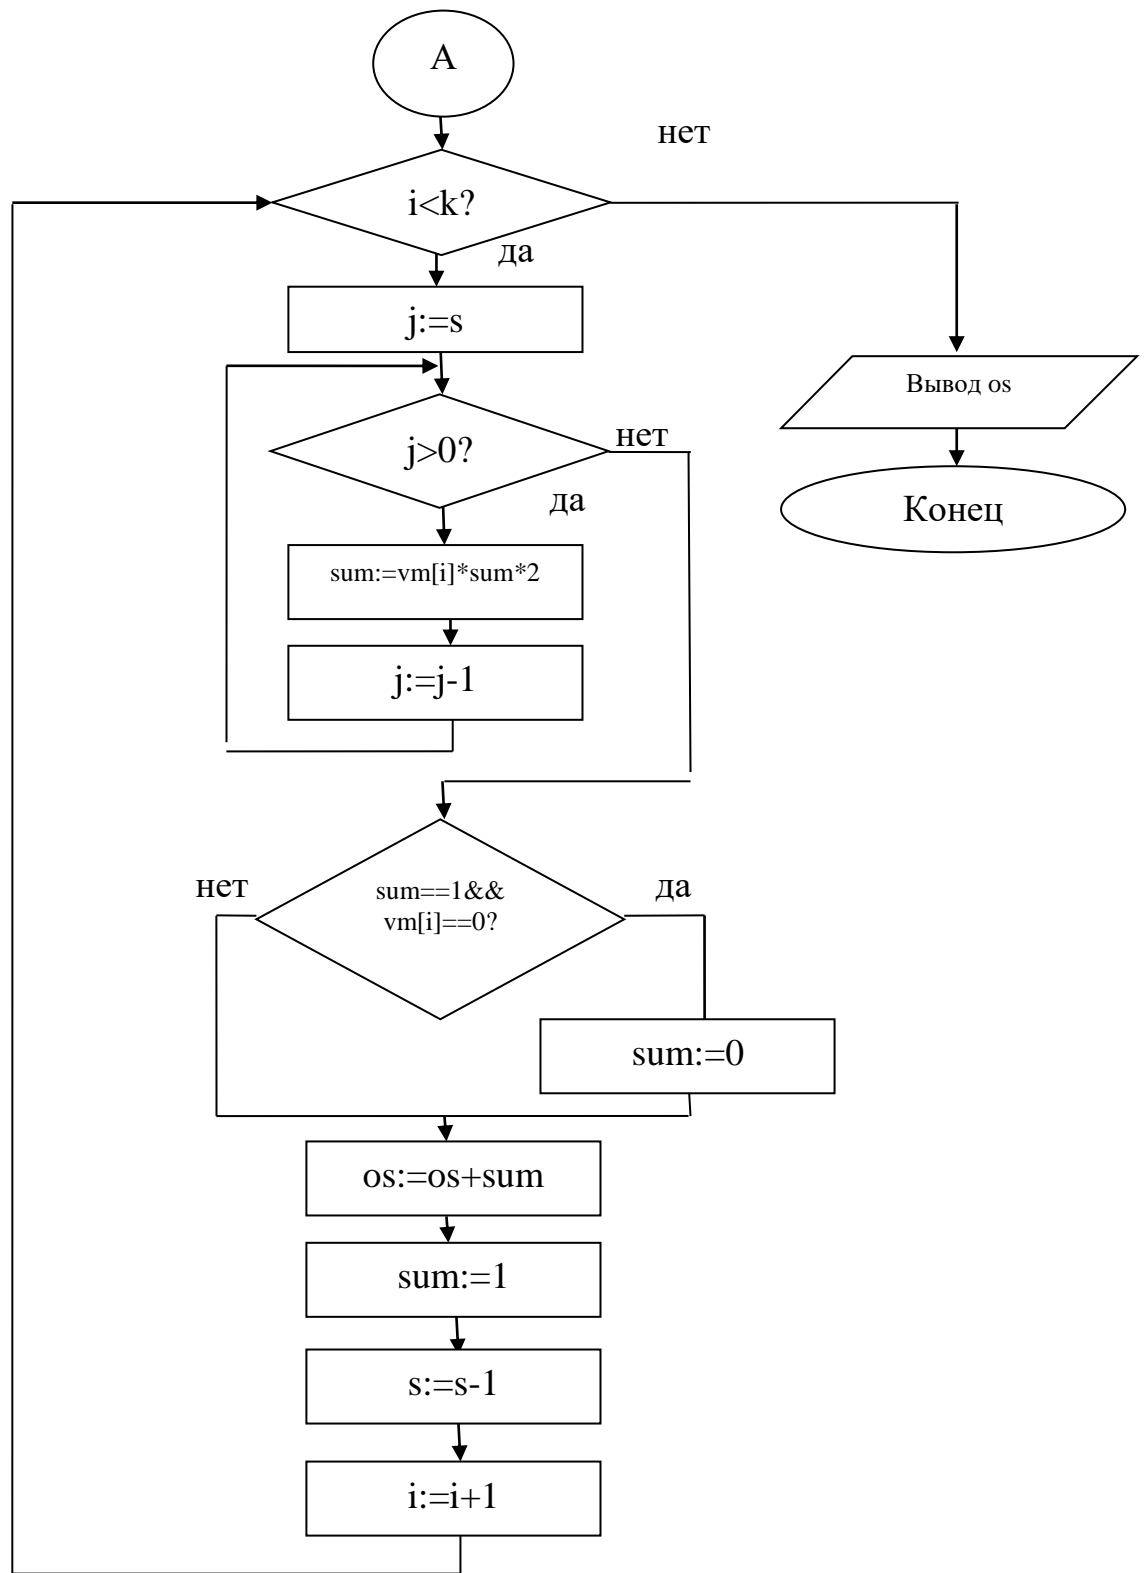 А
нет
i<k?
да
j:=s
Вывод os
j>0?
нет
да
Конец
sum:=vm[i]*sum*2
j:=j-1
нет
sum==1&&
vm[i]==0?
да
sum:=0
os:=os+sum
sum:=1
s:=s-1
i:=i+1